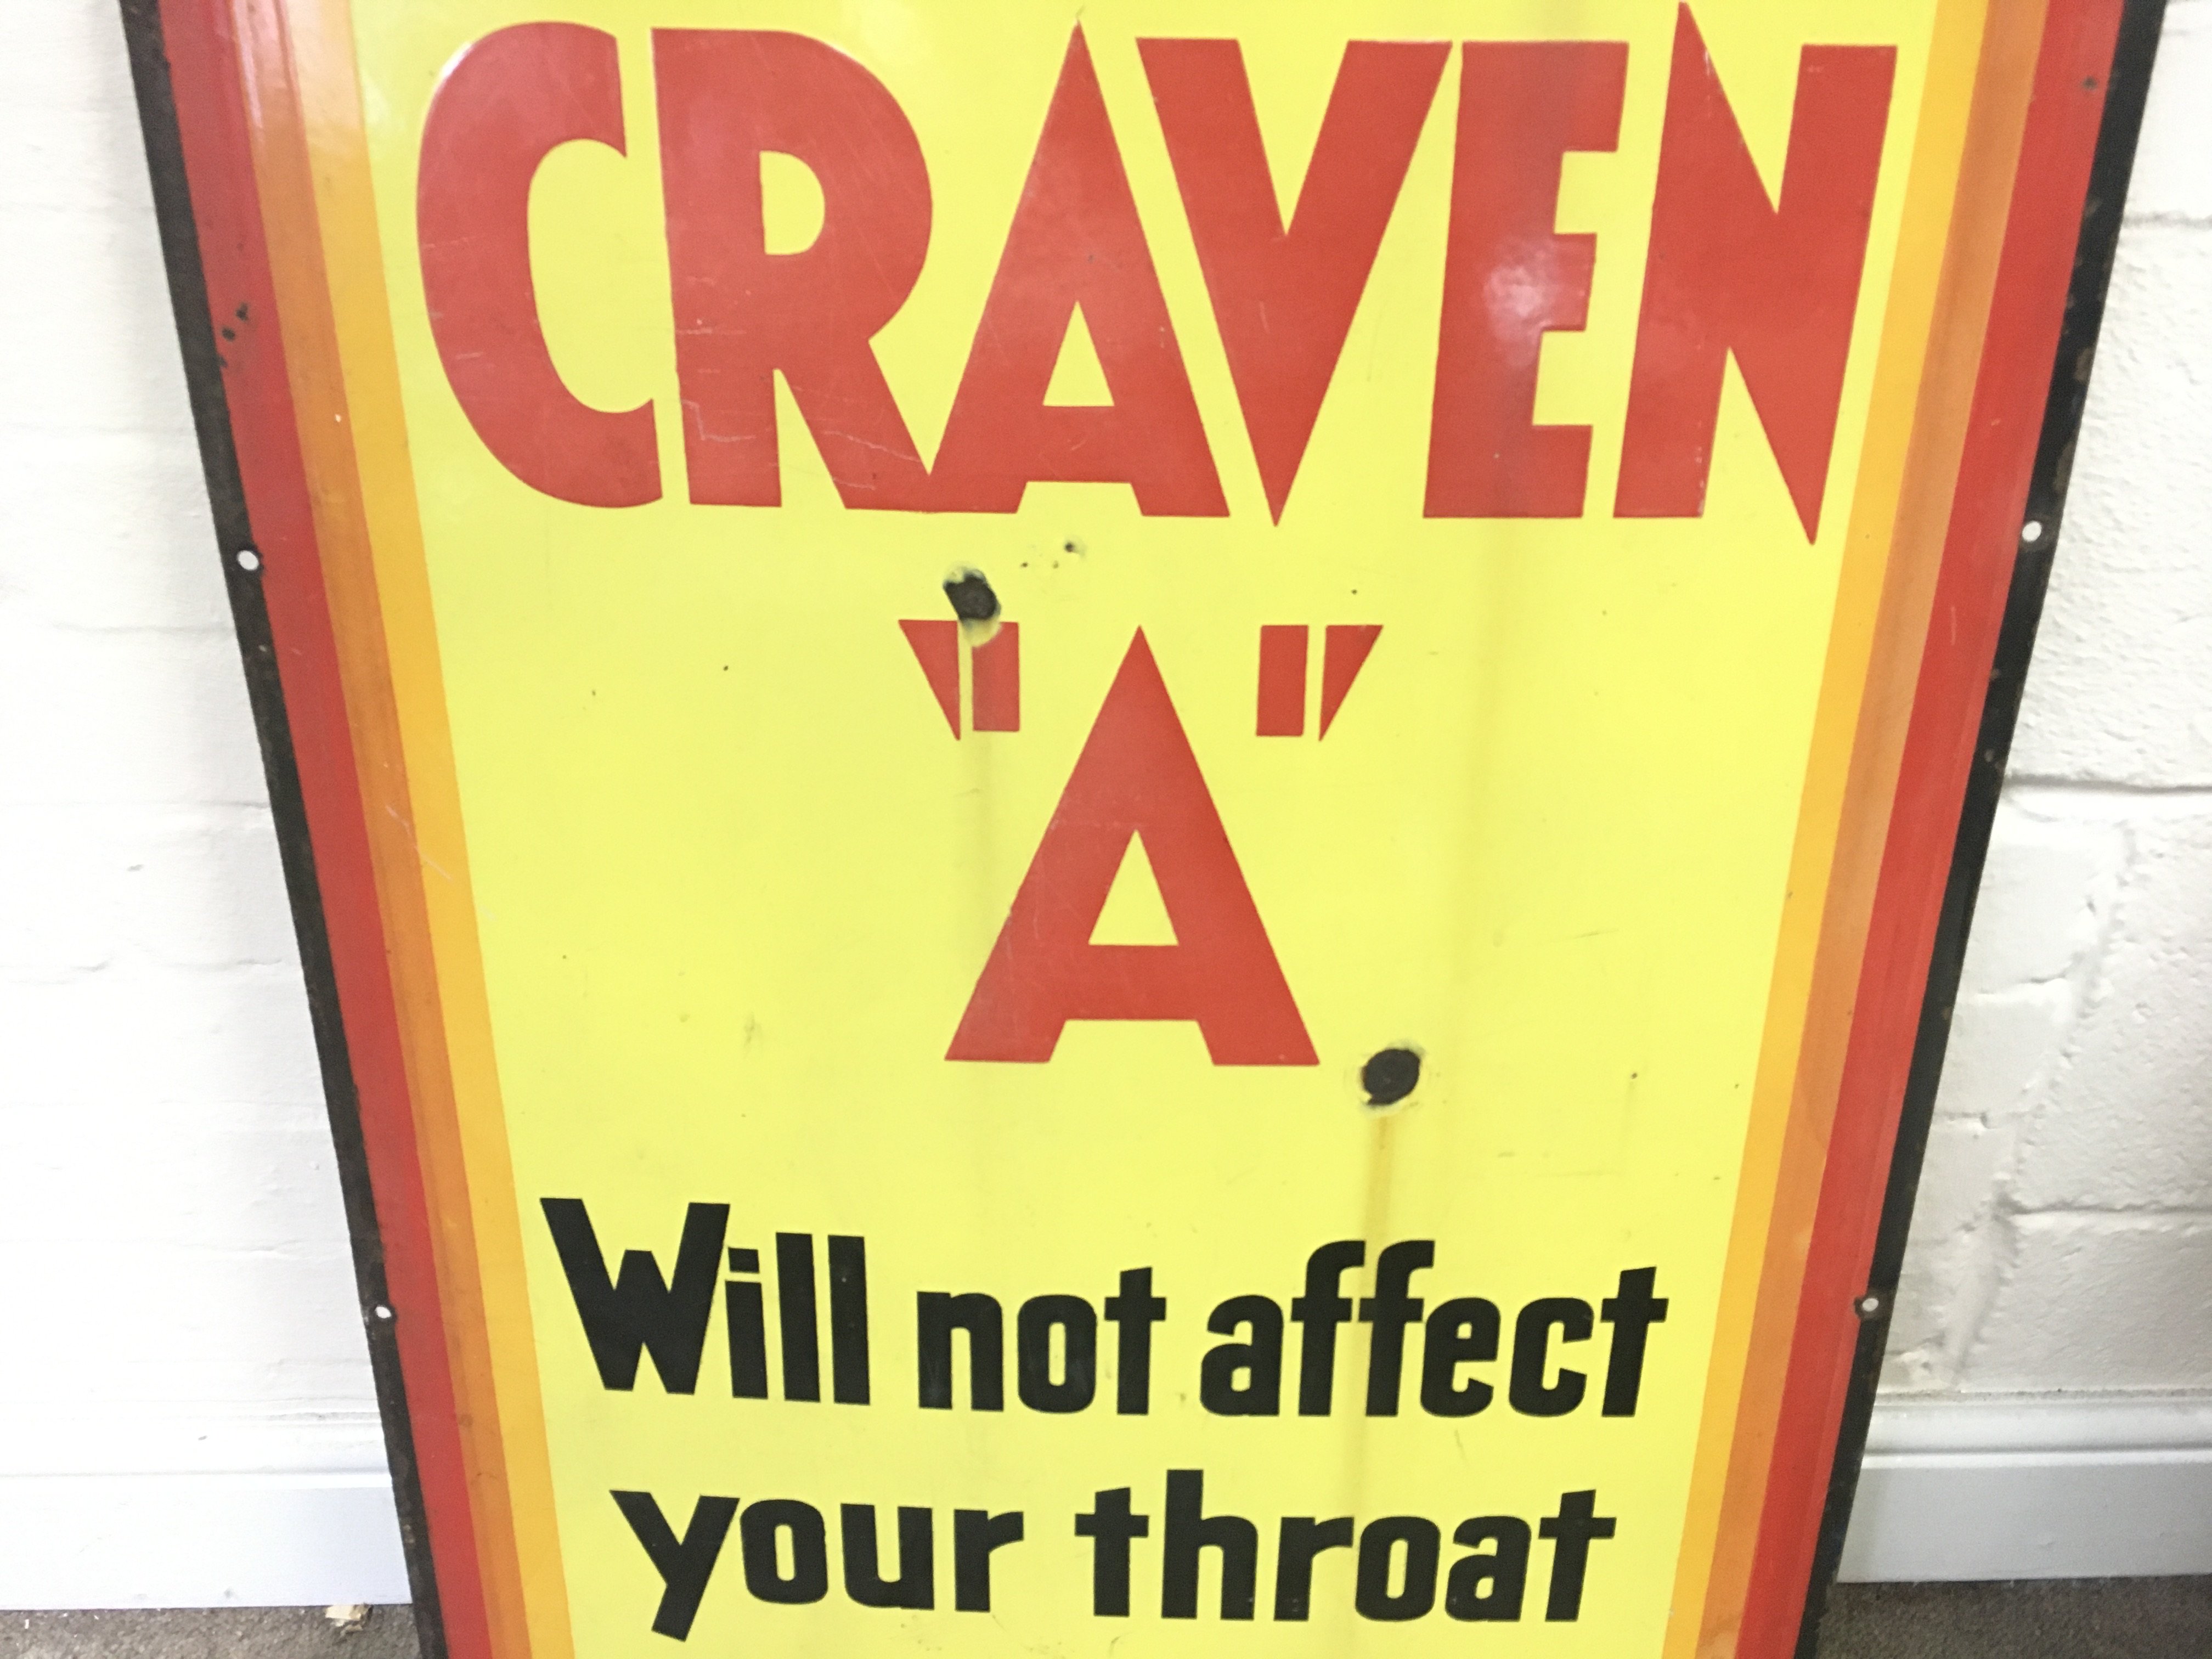 CRAVEN
"A"
Will not affect
your throat